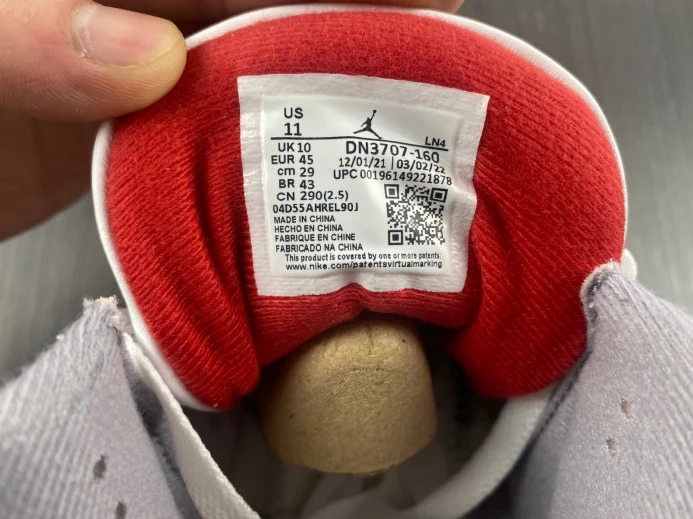 US
11
LN4
UK 10
DN3707-160
EUR 45
12/01/21 | 03/02/22
cm 29
UPC 00196149221878
BR 43
CN 290(2.5)
04D55AHREL90J
MADE IN CHINA
HECHO EN CHINA
FABRIQUE EN CHINE
FABRICADO NA CHINA
This product is covered by one or more patents:
www.nike.com/patentsvirtualmarking